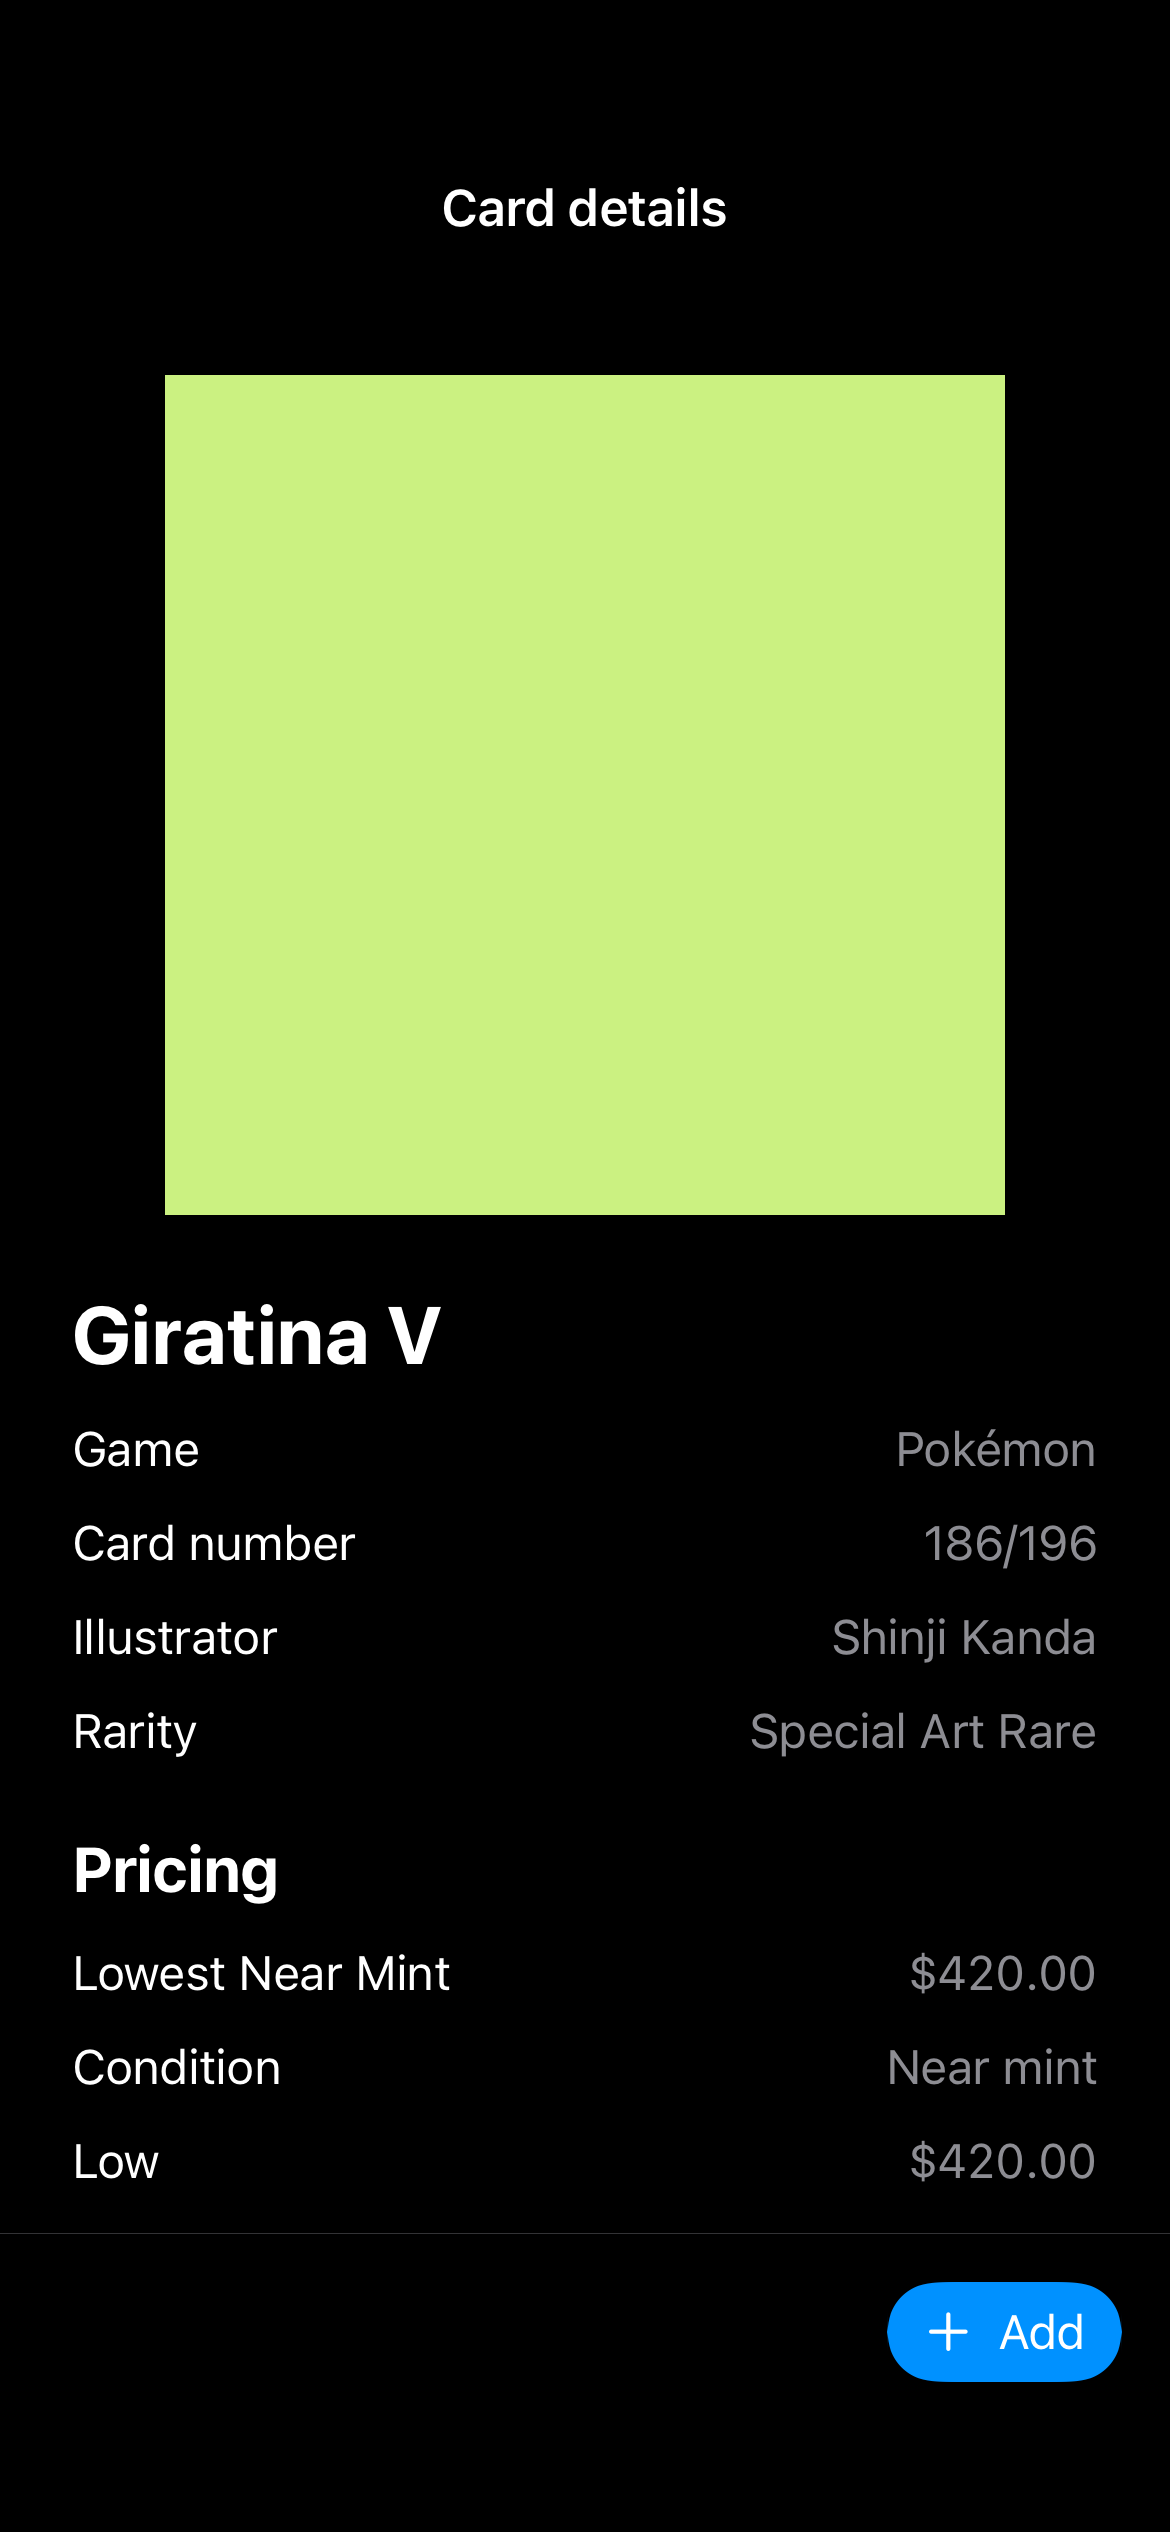 Card details
Giratina V
Game Pokémon
Card number 186/196
Illustrator Shinji Kanda
Rarity Special Art Rare
Pricing
Lowest Near Mint $420.00
Condition Near mint
Low $420.00
+ Add